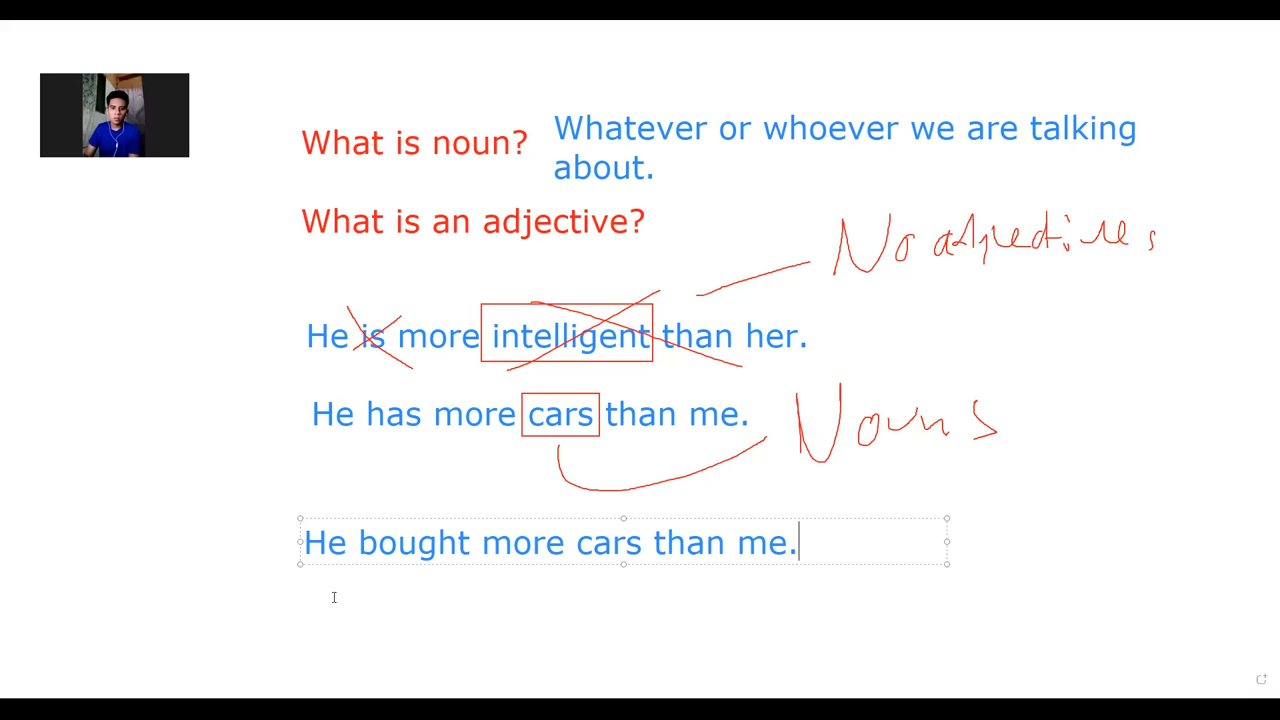 What is noun?
Whatever or whoever we are talking
about.
What is an adjective?
No adjectives
He is more intelligent than her.
He has more cars than me.
Nouns
He bought more cars than me.